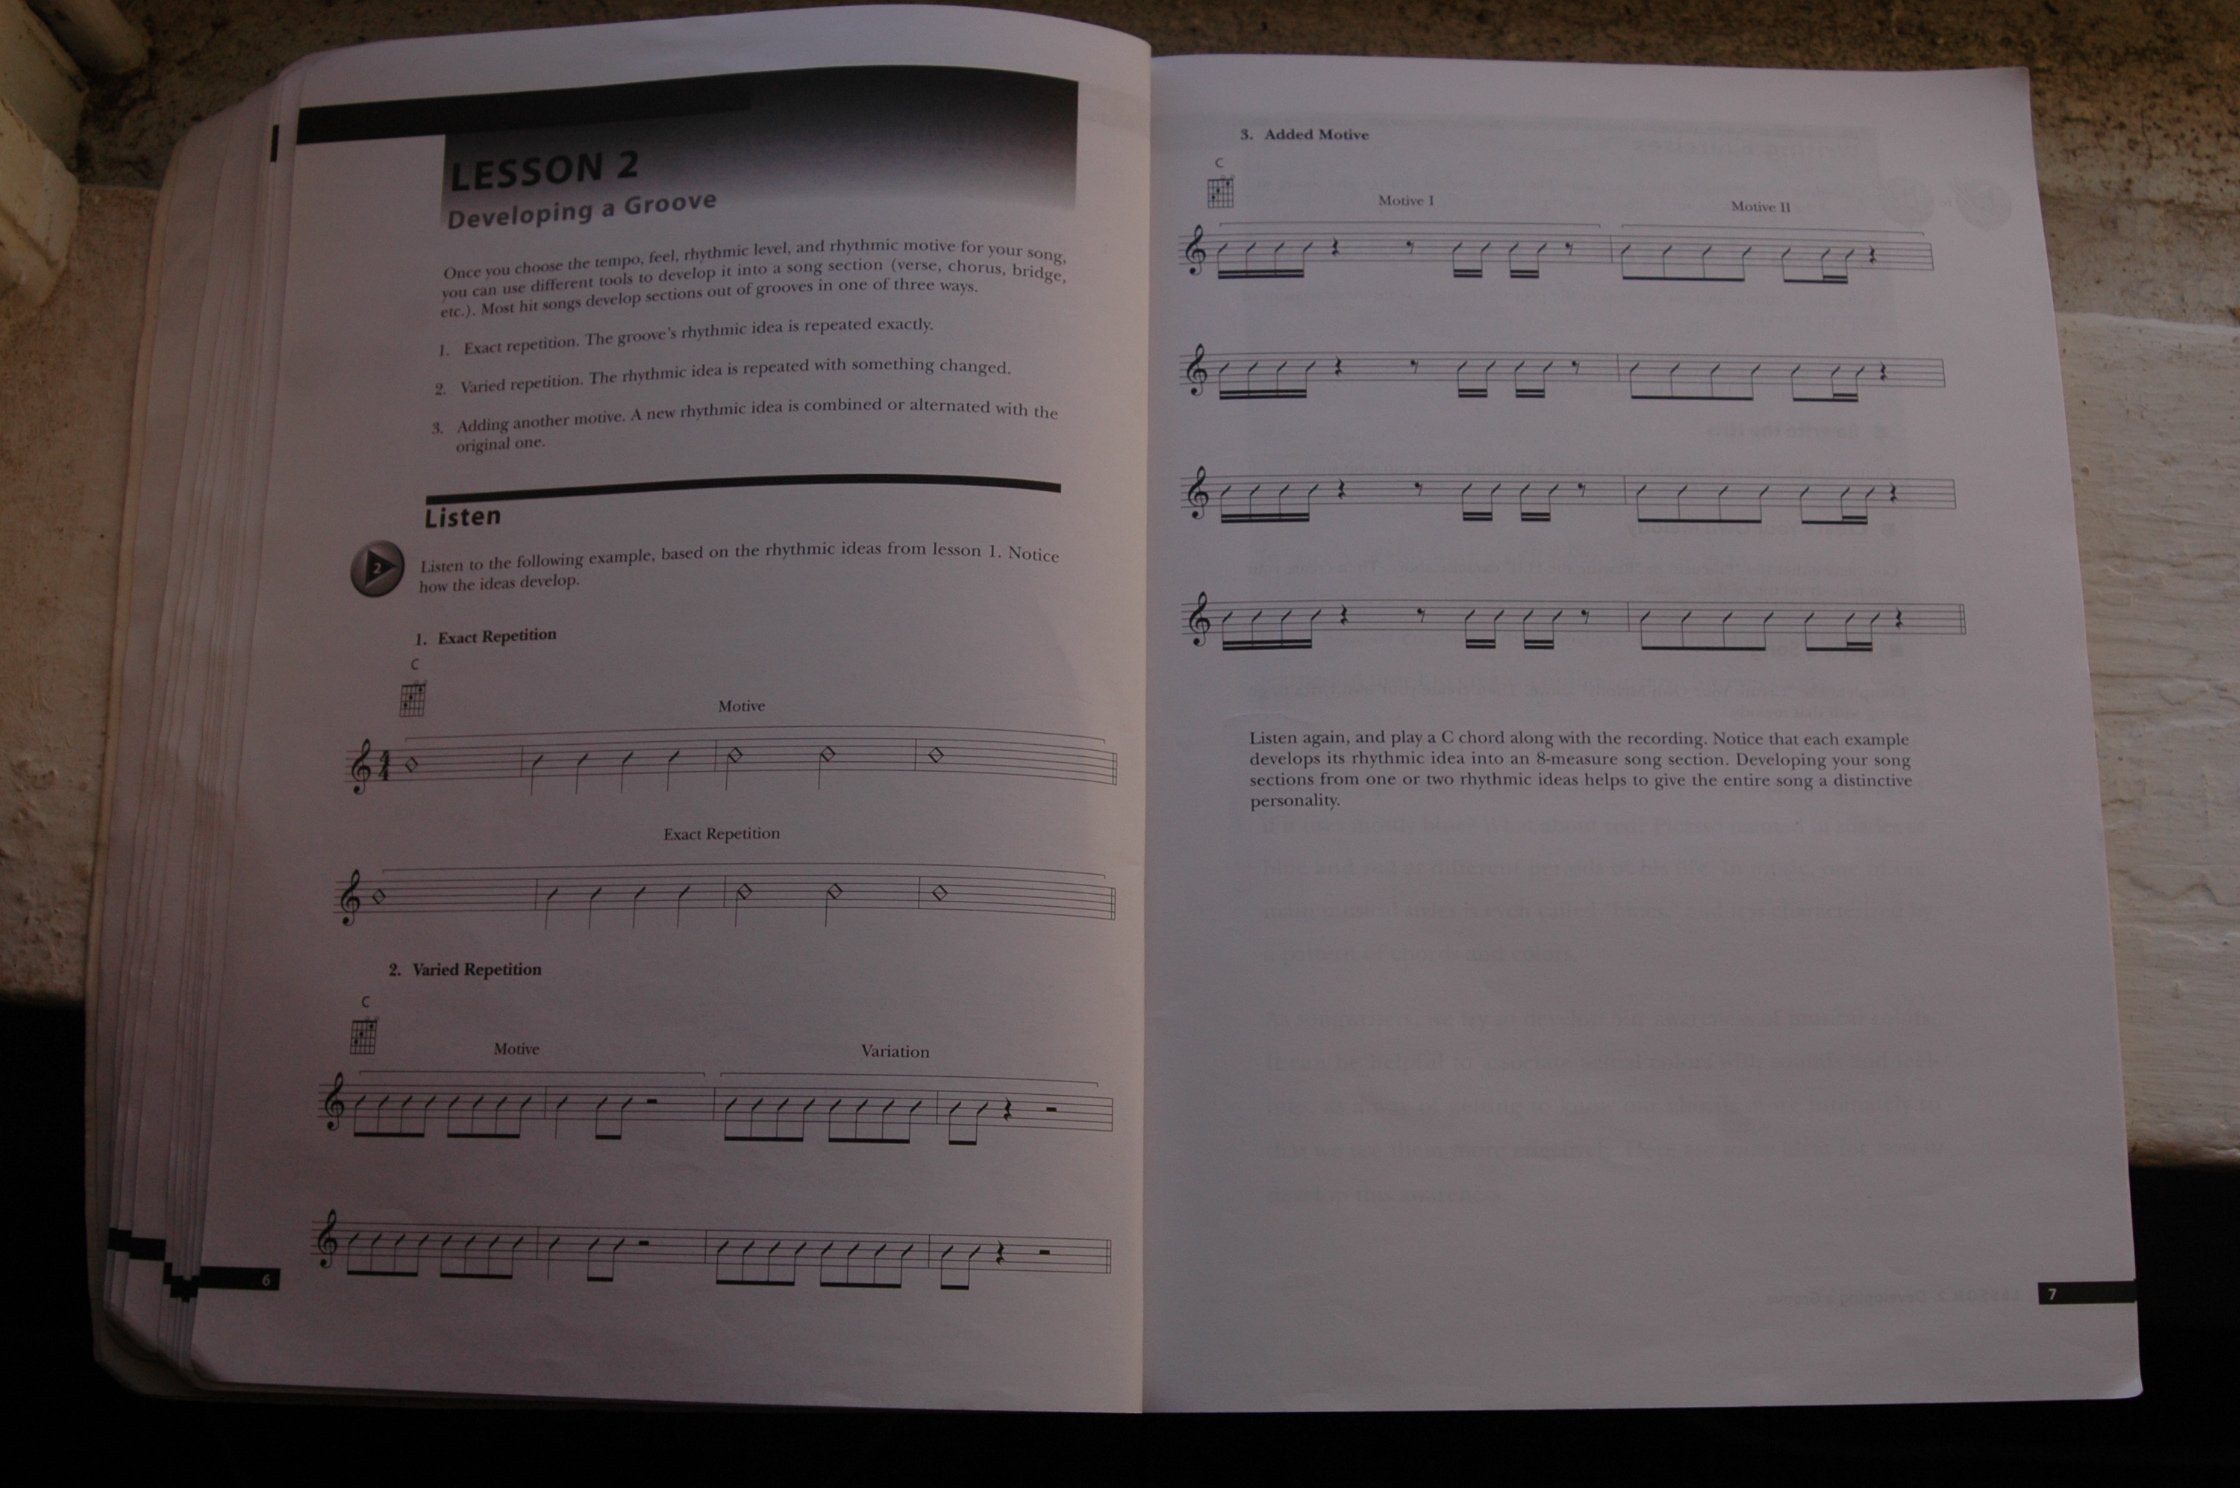 LESSON 2
Developing a Groove
Once you choose the tempo, feel, rhythmic level, and rhythmic motive for your song,
you can use different tools to develop it into a song section (verse, chorus, bridge,
etc.). Most hit songs develop sections out of grooves in one of three ways.
1. Exact repetition. The groove's rhythmic idea is repeated exactly.
2. Varied repetition. The rhythmic idea is repeated with something changed.
3. Adding another motive. A new rhythmic idea is combined or alternated with the
original one.
Listen
2
Listen to the following example, based on the rhythmic ideas from lesson 1. Notice
how the ideas develop.
1. Exact Repetition
C
Motive
4
4
Exact Repetition
2. Varied Repetition
C
Motive Variation
6
3. Added Motive
C
Motive I Motive II
Listen again, and play a C chord along with the recording. Notice that each example
develops its rhythmic idea into an 8-measure song section. Developing your song
sections from one or two rhythmic ideas helps to give the entire song a distinctive
personality.
7